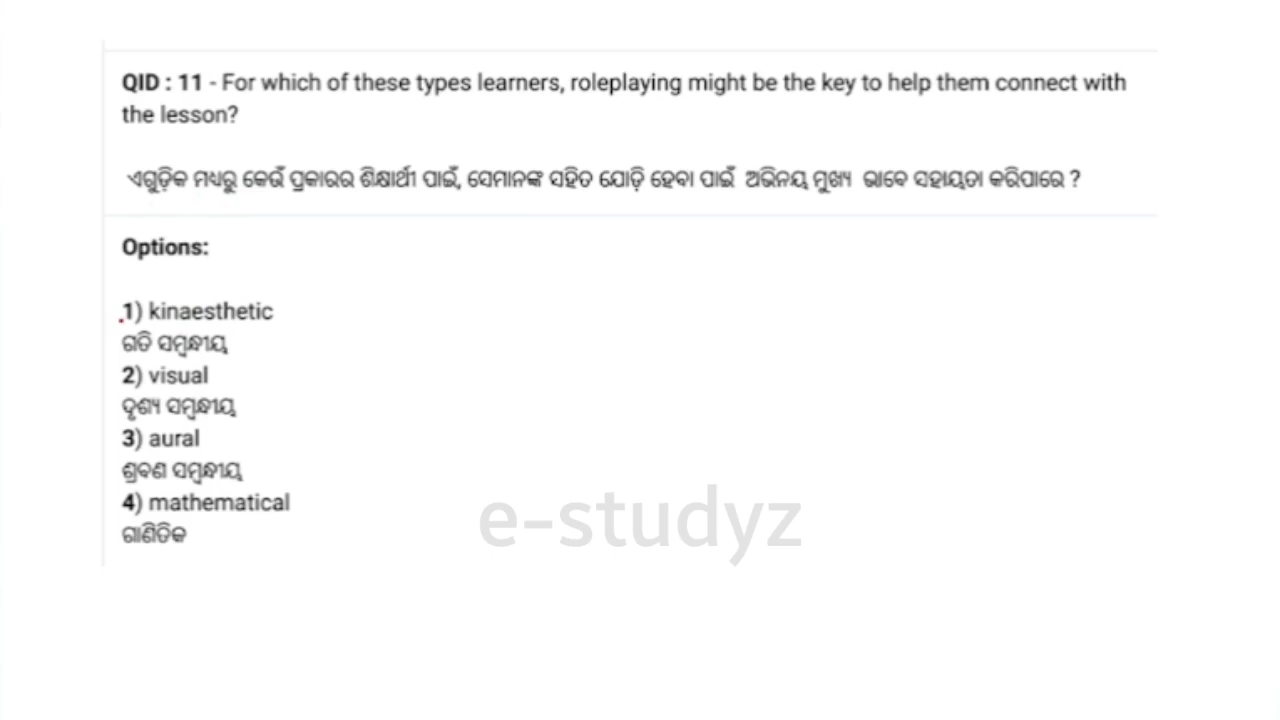 QID : 11 - For which of these types learners, roleplaying might be the key to help them connect with
the lesson?
ଏଗୁଡ଼ିକ ମଧ୍ୟରୁ କେଉଁ ପ୍ରକାରର ଶିକ୍ଷାର୍ଥୀ ପାଇଁ, ସେମାନଙ୍କ ସହିତ ଯୋଡ଼ି ହେବା ପାଇଁ ଅଭିନୟ ମୁଖ୍ୟ ଭାବେ ସହାୟତା କରିପାରେ ?
Options:
1) kinaesthetic
ଗତି ସମ୍ବନ୍ଧୀୟ
2) visual
ଦୃଶ୍ୟ ସମ୍ବନ୍ଧୀୟ
3) aural
ଶ୍ରବଣ ସମ୍ବନ୍ଧୀୟ
4) mathematical
ଗାଣିତିକ
e-studyz